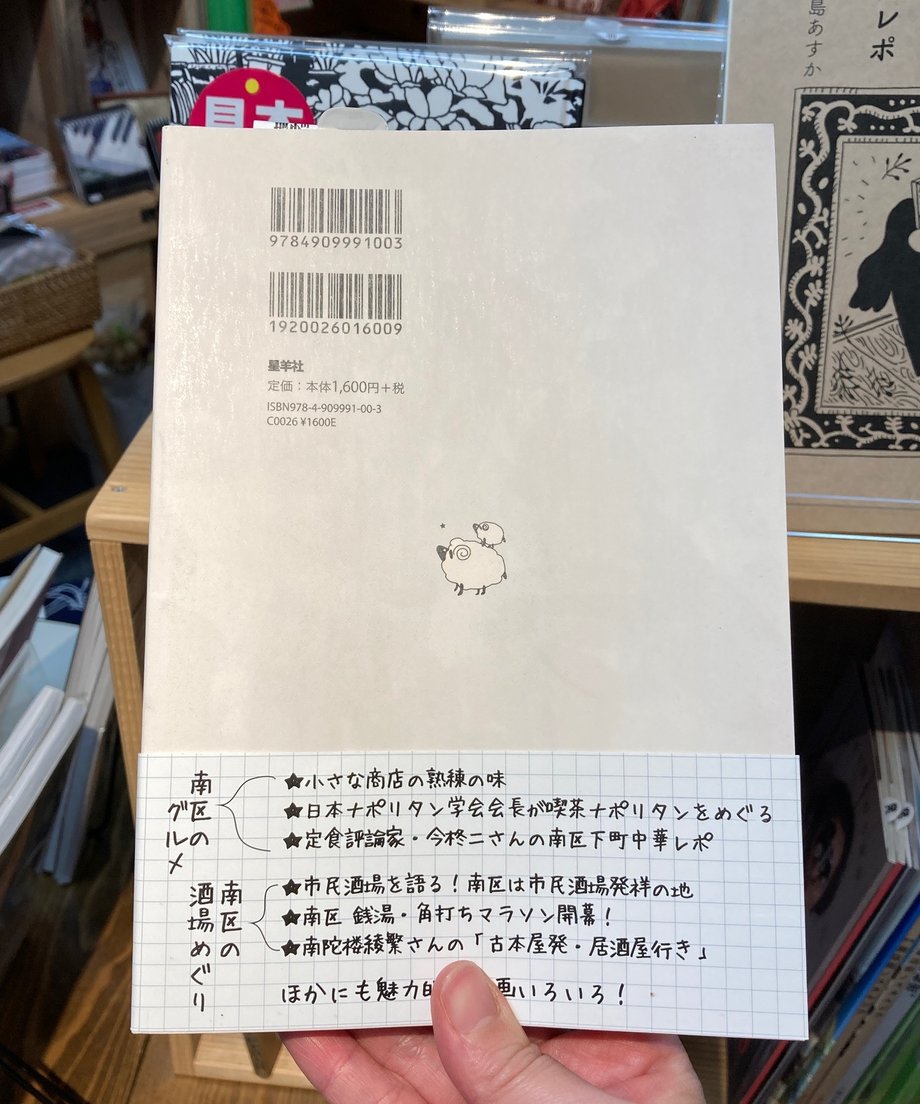 レポ
島あすか
見本
9784909991003
1920026016009
星羊社
定価：本体1,600円＋税
ISBN978-4-909991-00-3
C0026 ¥1600E
南区のグルメ
★小さな商店の熟練の味
★日本ナポリタン学会会長が喫茶ナポリタンをめぐる
★定食評論家・今柊二さんの南区下町中華レポ
南区の酒場めぐり
★市民酒場を語る！南区は市民酒場発祥の地
★南区 銭湯・角打ちマラソン開幕！
★南陀楼綾繁さんの「古本屋発・居酒屋行き」
ほかにも魅力的 画いろいろ！